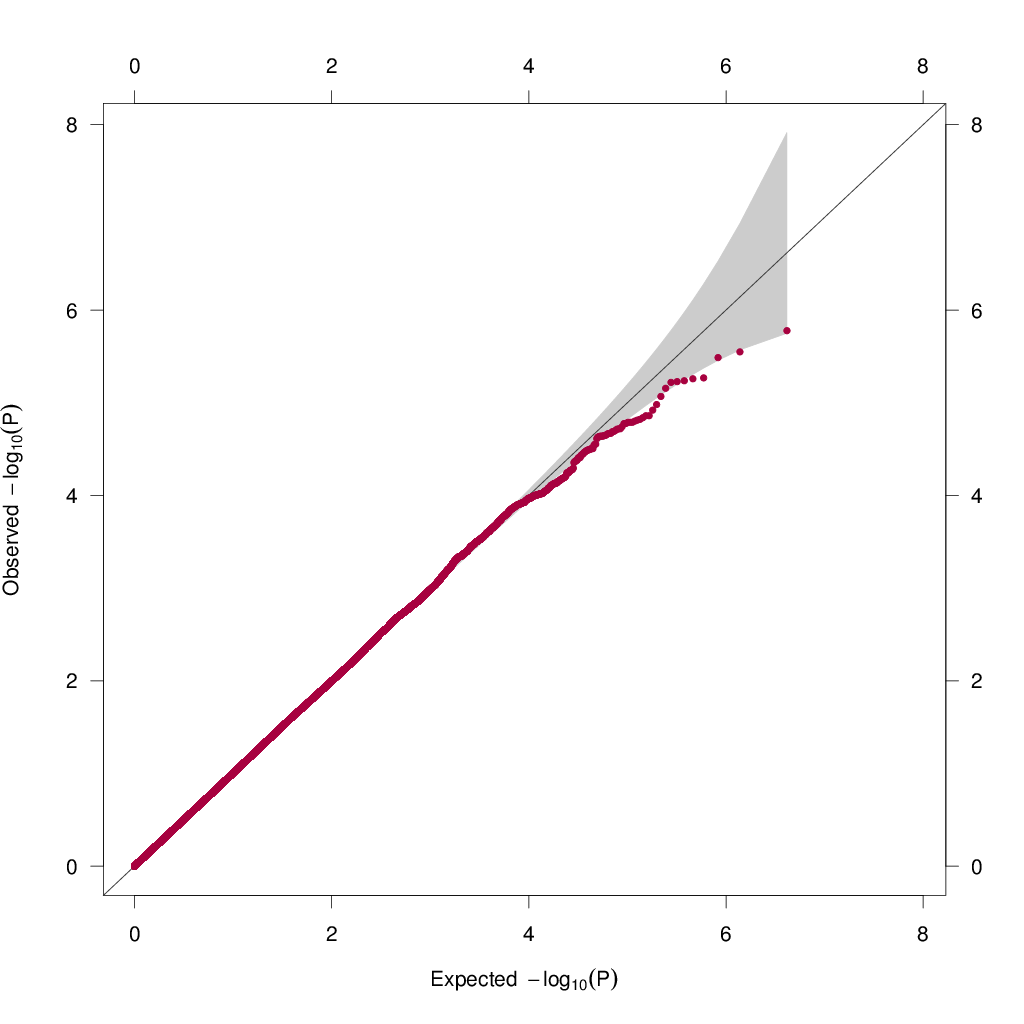 0 2 4 6 8
8 8
6 6
4 4
2 2
0 0
0 2 4 6 8
Observed −log₁₀(P)
Expected −log₁₀(P)